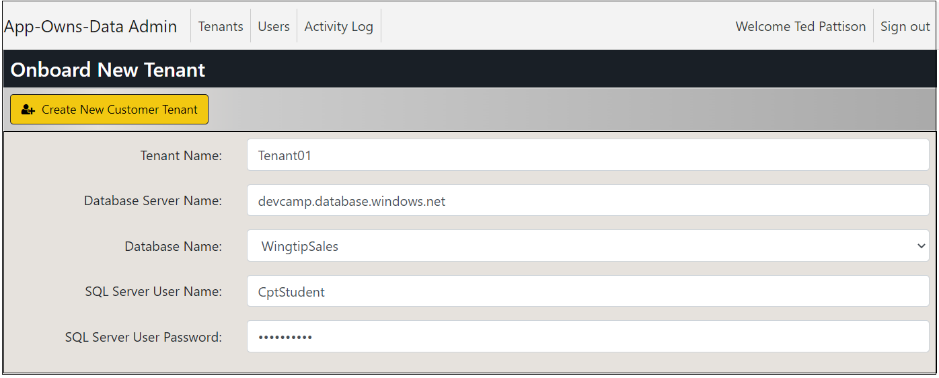 App-Owns-Data Admin Tenants Users Activity Log Welcome Ted Pattison Sign out
Onboard New Tenant
Create New Customer Tenant
Tenant Name: Tenant01
Database Server Name: devcamp.database.windows.net
Database Name: WingtipSales
SQL Server User Name: CptStudent
SQL Server User Password: ••••••••••